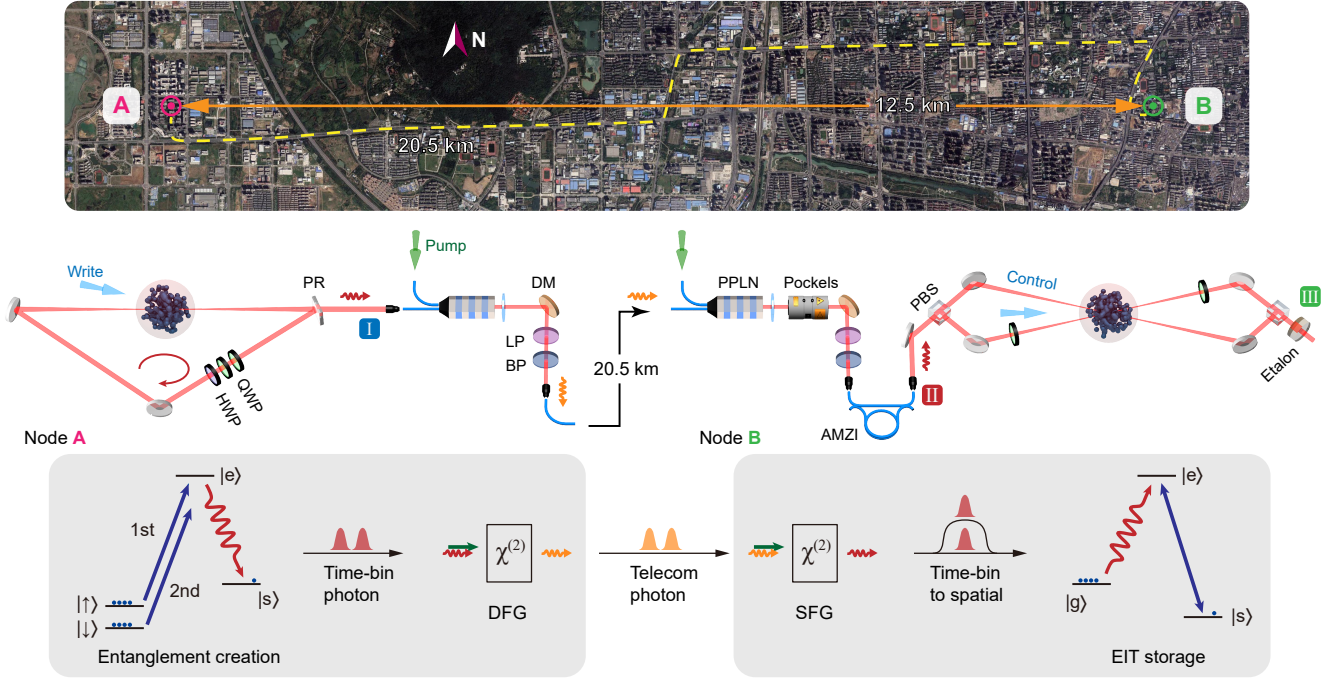 N
A
B
12.5 km
20.5 km
Write
PR
I
Pump
DM
LP
BP
HWP
QWP
20.5 km
PPLN
Pockels
AMZI
PBS
II
Control
III
Etalon
Node A
Node B
|e⟩
1st
2nd
|s⟩
|↑⟩
|↓⟩
Entanglement creation
Time-bin
photon
χ(2)
DFG
Telecom
photon
χ(2)
SFG
Time-bin
to spatial
|e⟩
|g⟩
|s⟩
EIT storage